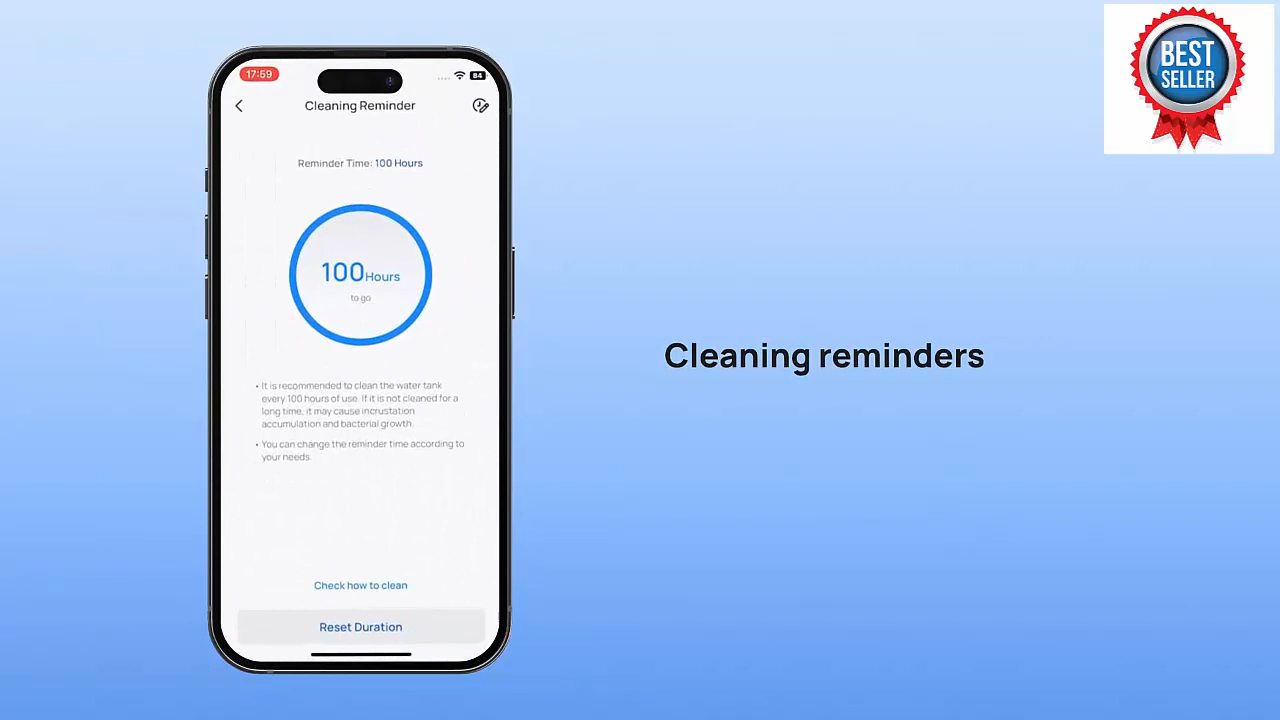 BEST
SELLER
17:59
84
Cleaning Reminder
Reminder Time: 100 Hours
100 Hours
to go
• It is recommended to clean the water tank
every 100 hours of use. If it is not cleaned for a
long time, it may cause incrustation
accumulation and bacterial growth.
• You can change the reminder time according to
your needs.
Check how to clean
Reset Duration
Cleaning reminders